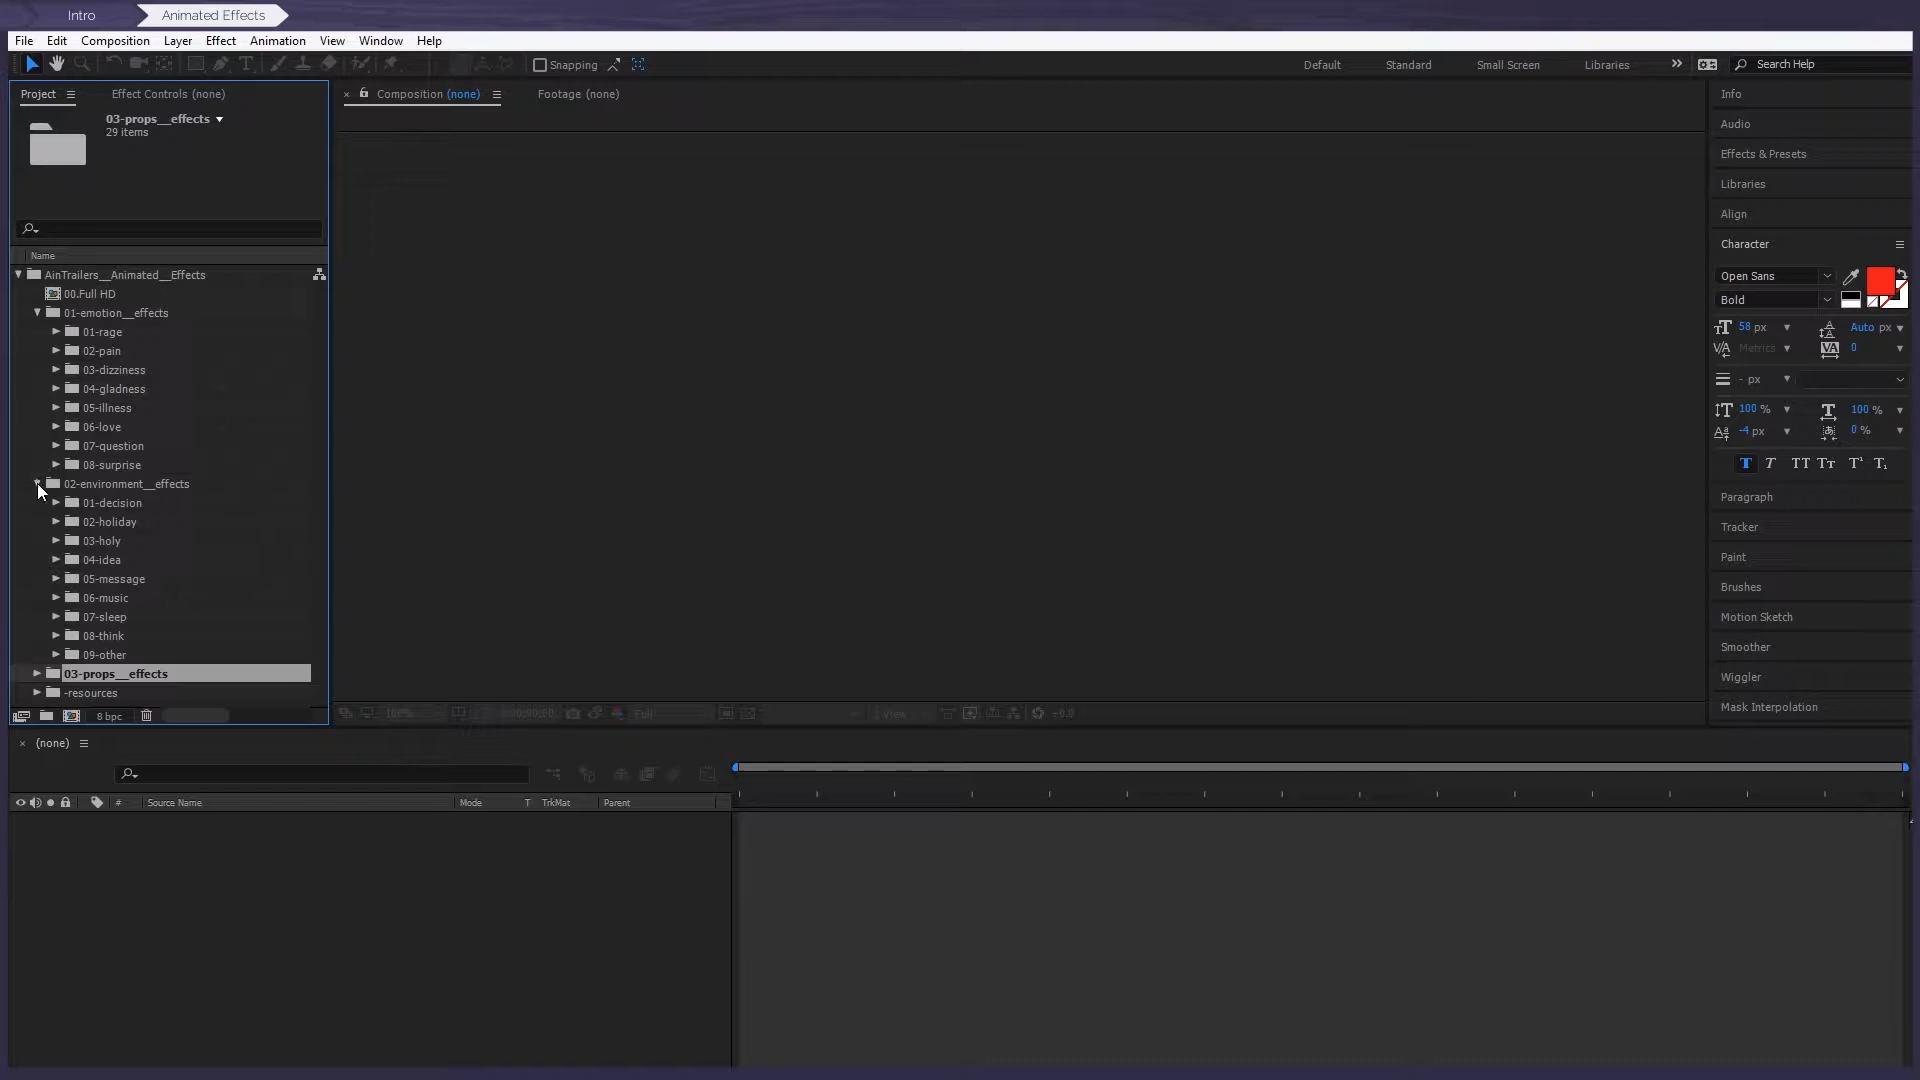 Intro
Animated Effects
File Edit Composition Layer Effect Animation View Window Help
Snapping
Default Standard Small Screen Libraries
Search Help
Project
Effect Controls (none)
Composition (none)
Footage (none)
03-props__effects
29 items
Name
AinTrailers__Animated__Effects
00.Full HD
01-emotion__effects
01-rage
02-pain
03-dizziness
04-gladness
05-illness
06-love
07-question
08-surprise
02-environment__effects
01-decision
02-holiday
03-holy
04-idea
05-message
06-music
07-sleep
08-think
09-other
03-props__effects
-resources
8 bpc
Full
View
+0.0
Info
Audio
Effects & Presets
Libraries
Align
Character
Open Sans
Bold
58 px
Auto px
Metrics
0
- px
100 %
100 %
-4 px
0 %
Paragraph
Tracker
Paint
Brushes
Motion Sketch
Smoother
Wiggler
Mask Interpolation
(none)
# Source Name Mode T TrkMat Parent